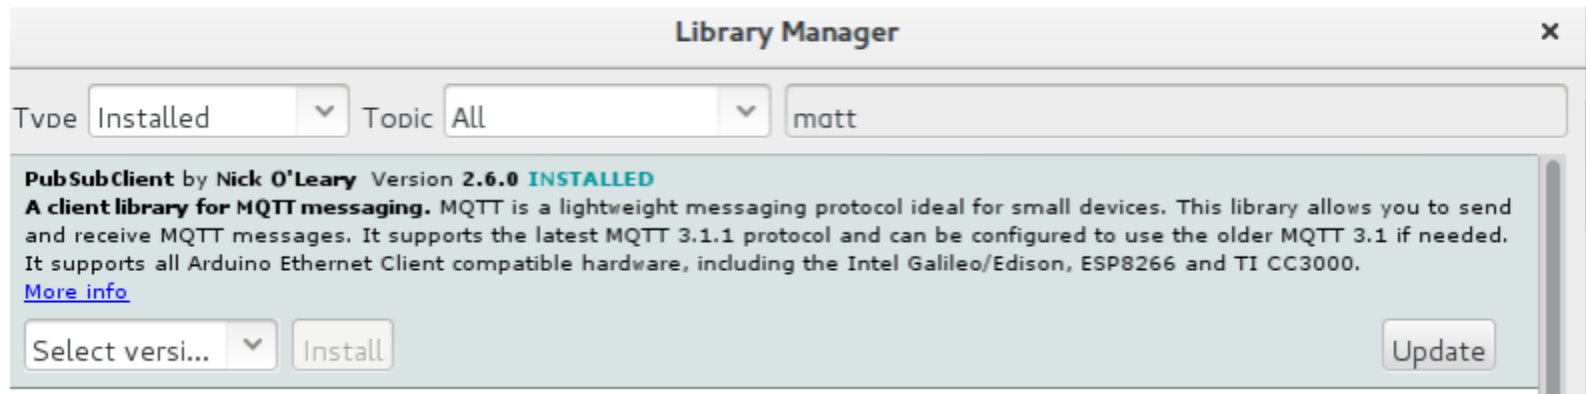 Library Manager
Type Installed Topic All mqtt
PubSubClient by Nick O'Leary Version 2.6.0 INSTALLED
A client library for MQTT messaging. MQTT is a lightweight messaging protocol ideal for small devices. This library allows you to send
and receive MQTT messages. It supports the latest MQTT 3.1.1 protocol and can be configured to use the older MQTT 3.1 if needed.
It supports all Arduino Ethernet Client compatible hardware, including the Intel Galileo/Edison, ESP8266 and TI CC3000.
More info
Select versi... Install Update